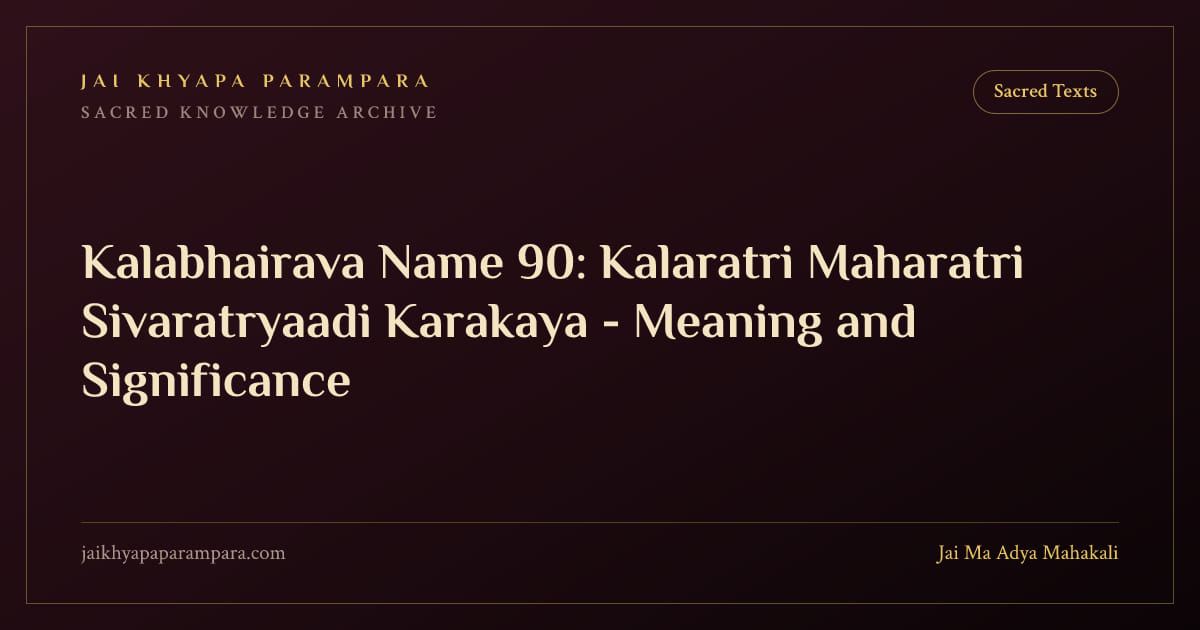 JAI KHYAPA PARAMPARA
SACRED KNOWLEDGE ARCHIVE
Sacred Texts
Kalabhairava Name 90: Kalaratri Maharatri
Sivaratryaadi Karakaya - Meaning and
Significance
jaikhyapaparampara.com
Jai Ma Adya Mahakali